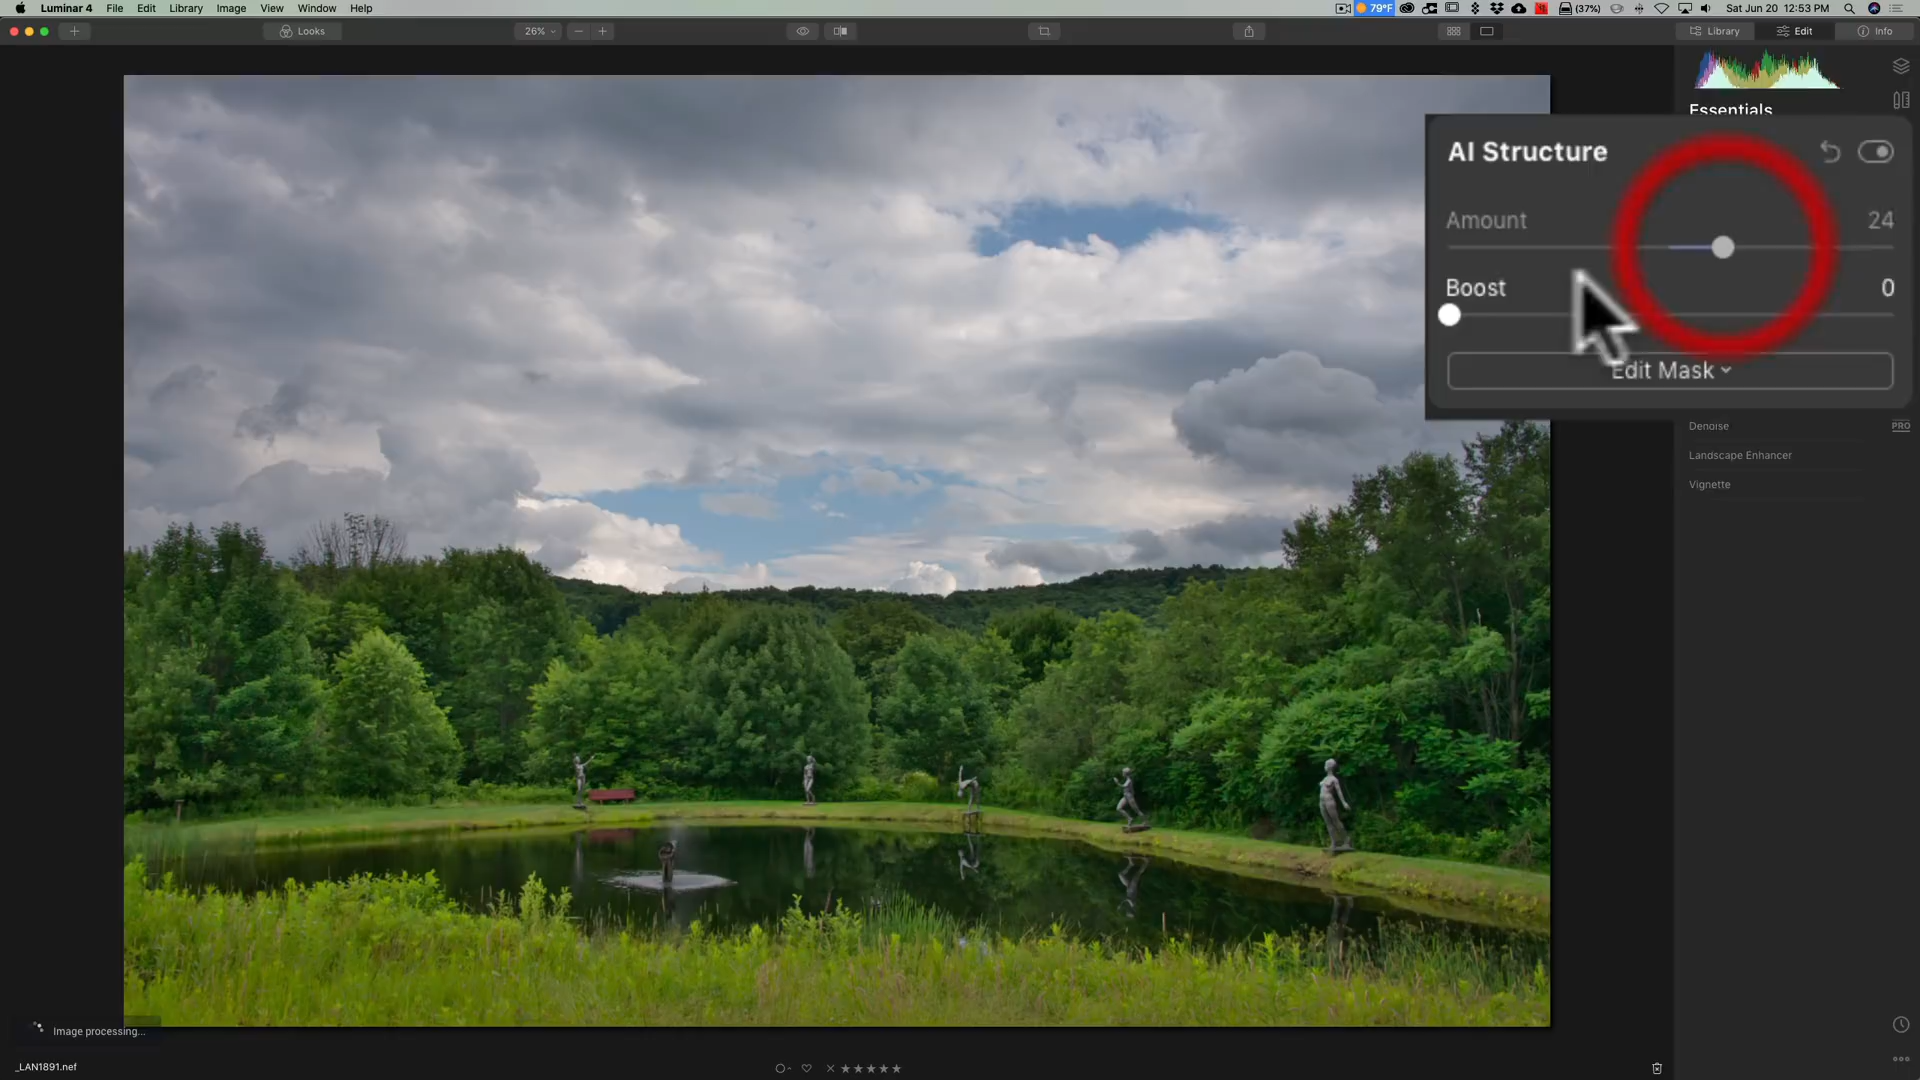 Luminar 4 File Edit Library Image View Window Help
79°F (37%) Sat Jun 20 12:53 PM
Looks 26% Library Edit Info
Essentials
AI Structure
Amount 24
Boost 0
Edit Mask
Denoise PRO
Landscape Enhancer
Vignette
Image processing...
_LAN1891.nef